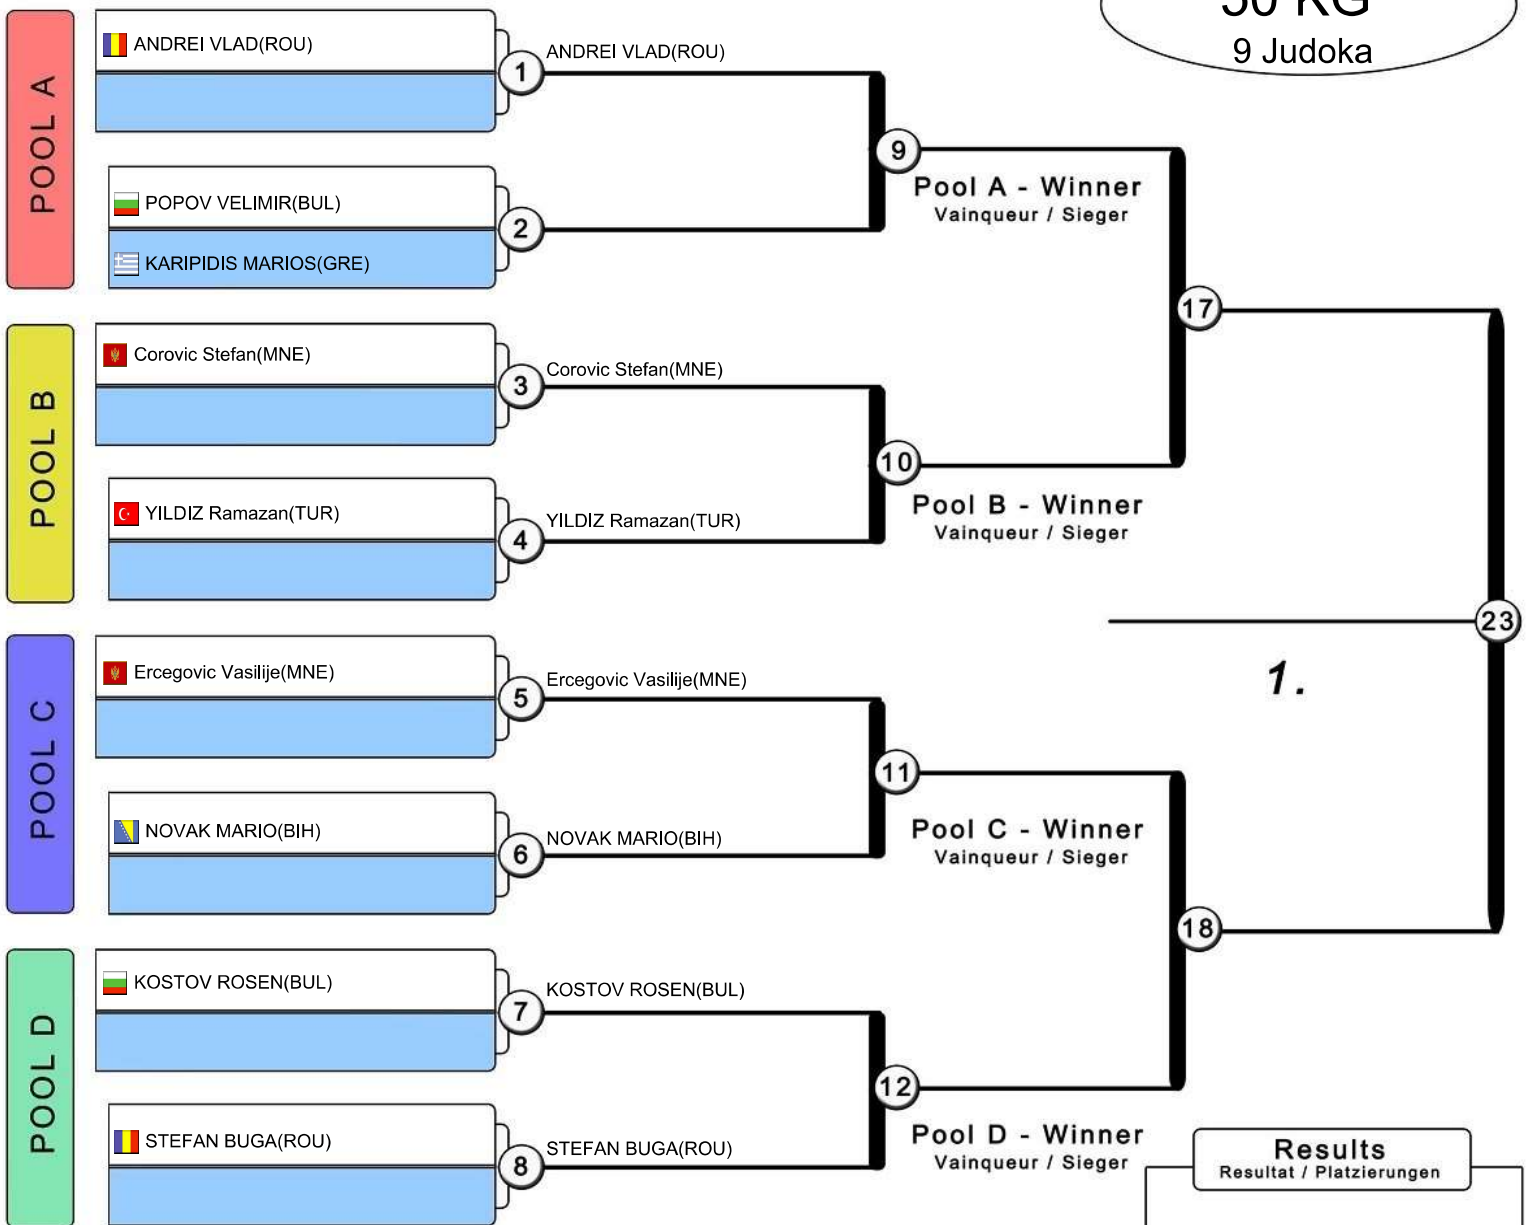 50 KG
9 Judoka
POOL A
ANDREI VLAD(ROU)
1
ANDREI VLAD(ROU)
POPOV VELIMIR(BUL)
KARIPIDIS MARIOS(GRE)
2
9
Pool A - Winner
Vainqueur / Sieger
17
POOL B
Corovic Stefan(MNE)
3
Corovic Stefan(MNE)
YILDIZ Ramazan(TUR)
4
YILDIZ Ramazan(TUR)
10
Pool B - Winner
Vainqueur / Sieger
23
1.
POOL C
Ercegovic Vasilije(MNE)
5
Ercegovic Vasilije(MNE)
NOVAK MARIO(BIH)
6
NOVAK MARIO(BIH)
11
Pool C - Winner
Vainqueur / Sieger
18
POOL D
KOSTOV ROSEN(BUL)
7
KOSTOV ROSEN(BUL)
STEFAN BUGA(ROU)
8
STEFAN BUGA(ROU)
12
Pool D - Winner
Vainqueur / Sieger
Results
Resultat / Platzierungen